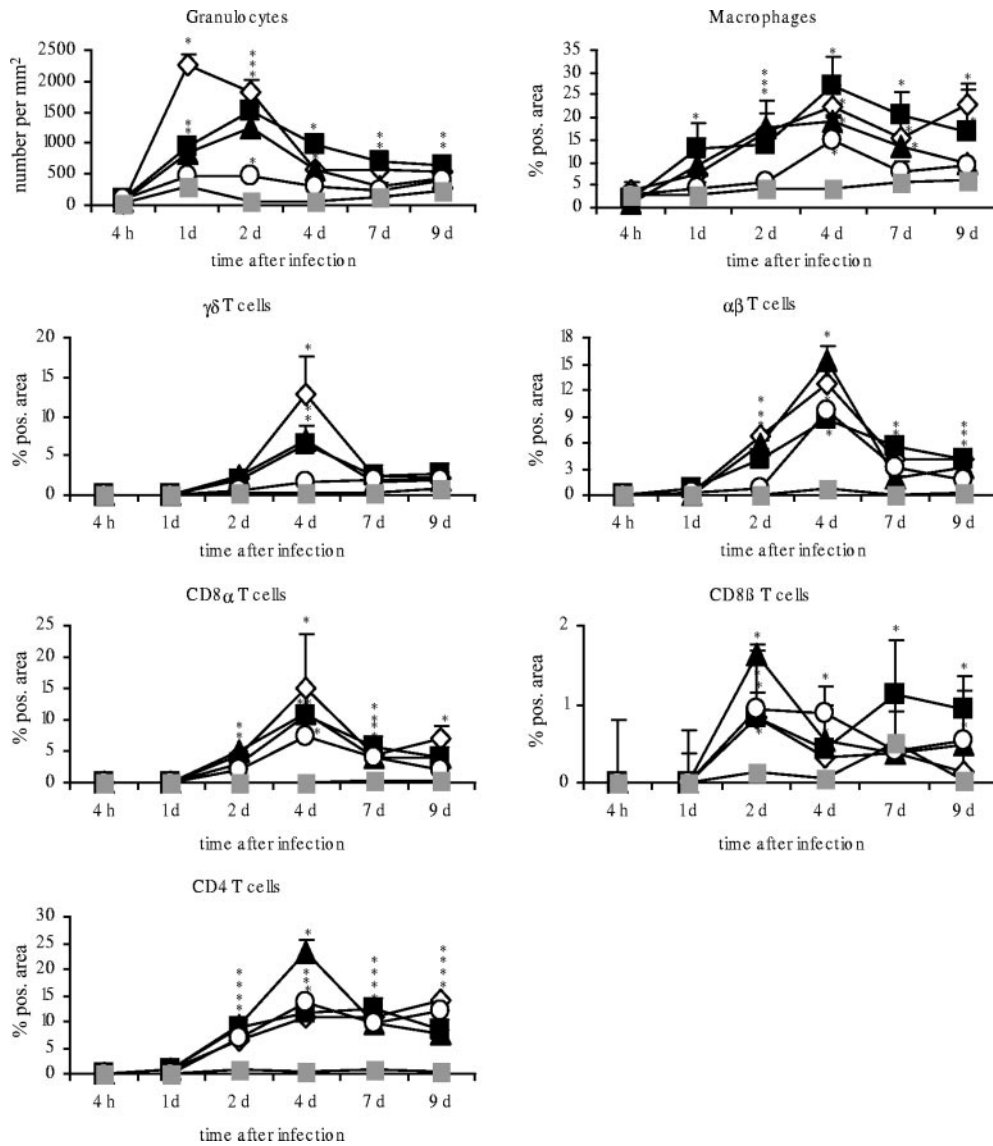 Granulocytes
number per mm²
2500
2000
1500
1000
500
0
4 h 1d 2 d 4 d 7 d 9 d
time after infection
Macrophages
% pos. area
35
30
25
20
15
10
5
0
4 h 1d 2 d 4 d 7 d 9 d
time after infection
γδ T cells
% pos. area
20
15
10
5
0
4 h 1d 2 d 4 d 7 d 9 d
time after infection
αβ T cells
% pos. area
18
15
12
9
6
3
0
4 h 1d 2 d 4 d 7 d 9 d
time after infection
CD8α T cells
% pos. area
25
20
15
10
5
0
4 h 1d 2 d 4 d 7 d 9 d
time after infection
CD8ß T cells
% pos. area
2
1
0
4 h 1 d 2 d 4 d 7 d 9 d
time after infection
CD4 T cells
% pos. area
30
25
20
15
10
5
0
4 h 1d 2 d 4 d 7 d 9 d
time after infection